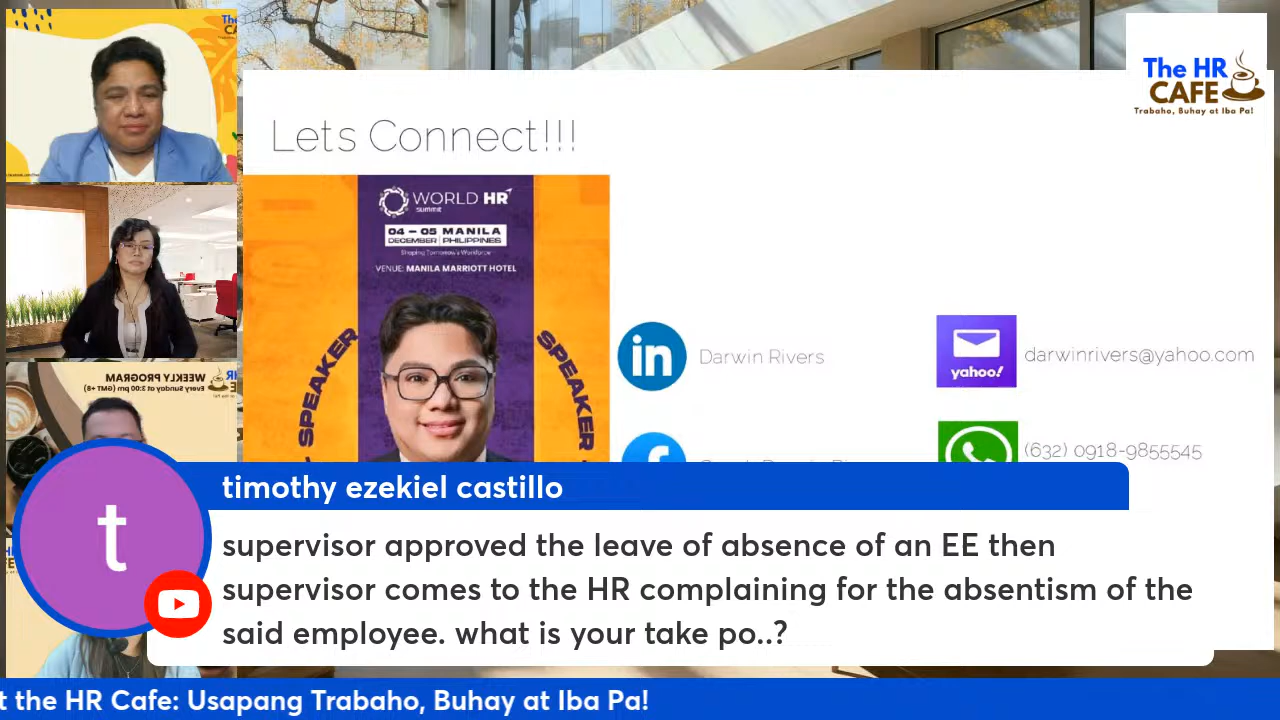 The HR
CAFE
Trabaho, Buhay at Iba Pa!
Lets Connect!!!
WORLD HR
summit
04 – 05 MANILA
DECEMBER PHILIPPINES
Shaping Tomorrow's Workforce
VENUE: MANILA MARRIOTT HOTEL
SPEAKER
SPEAKER
in
Darwin Rivers
yahoo!
darwinrivers@yahoo.com
(632) 0918-9855545
WEEKLY PROGRAM
Every Sunday at 3:00 pm (GMT +8)
t
timothy ezekiel castillo
supervisor approved the leave of absence of an EE then
supervisor comes to the HR complaining for the absentism of the
said employee. what is your take po..?
t the HR Cafe: Usapang Trabaho, Buhay at Iba Pa!